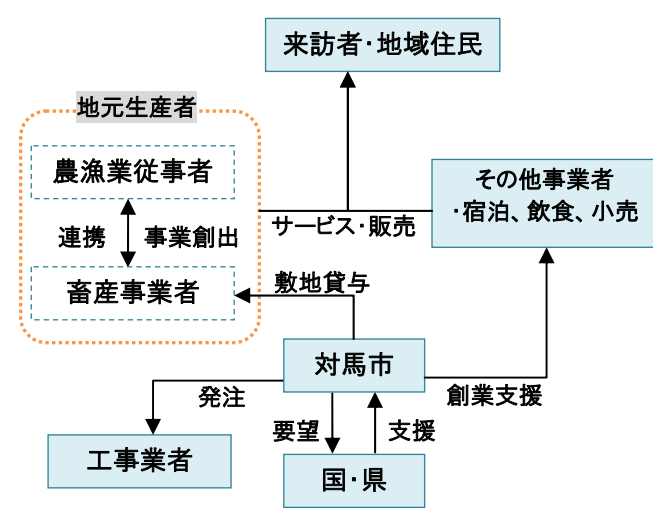 来訪者・地域住民
地元生産者
農漁業従事者
連携 事業創出
畜産事業者
その他事業者
・宿泊、飲食、小売
サービス・販売
敷地貸与
対馬市
発注
創業支援
要望
支援
工事業者
国・県